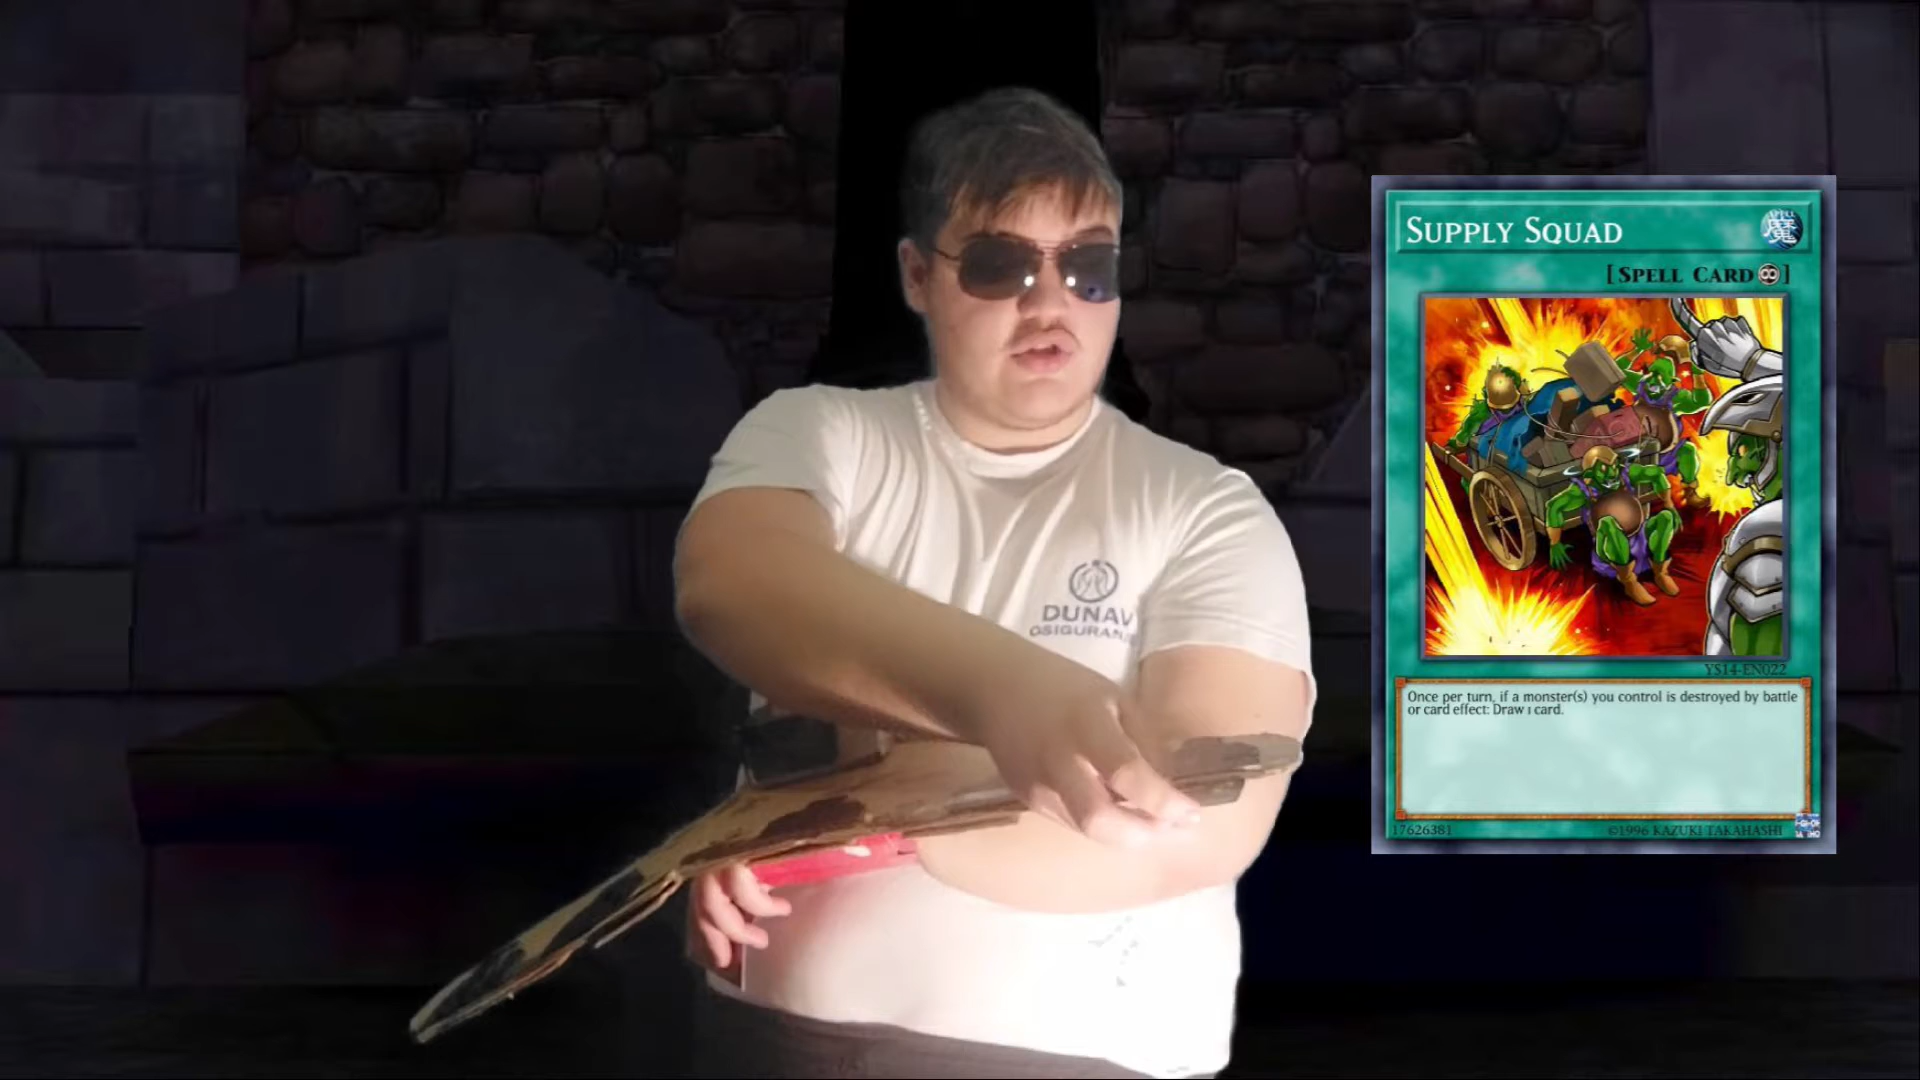 SUPPLY SQUAD
[SPELL CARD]
DUNAV
OSIGURAN
YS14-EN022
Once per turn, if a monster(s) you control is destroyed by battle
or card effect: Draw 1 card.
17626381
©1996 KAZUKI TAKAHASHI